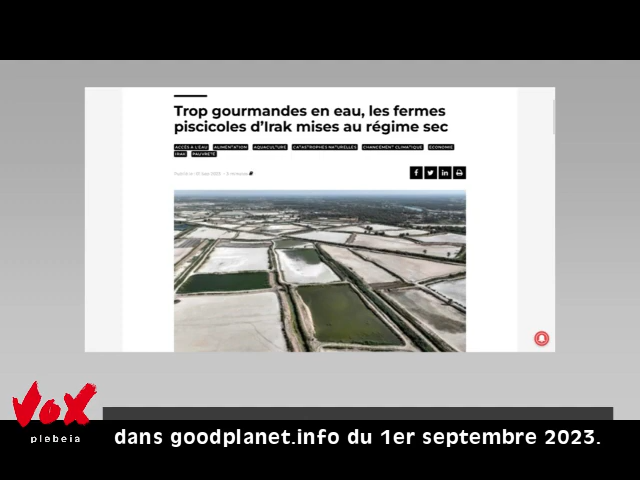 Trop gourmandes en eau, les fermes
piscicoles d’Irak mises au régime sec
ACCÈS À L'EAU ALIMENTATION AQUACULTURE CATASTROPHES NATURELLES CHANGEMENT CLIMATIQUE ÉCONOMIE
IRAK PAUVRETÉ
VoX
plebeia
dans goodplanet.info du 1er septembre 2023.